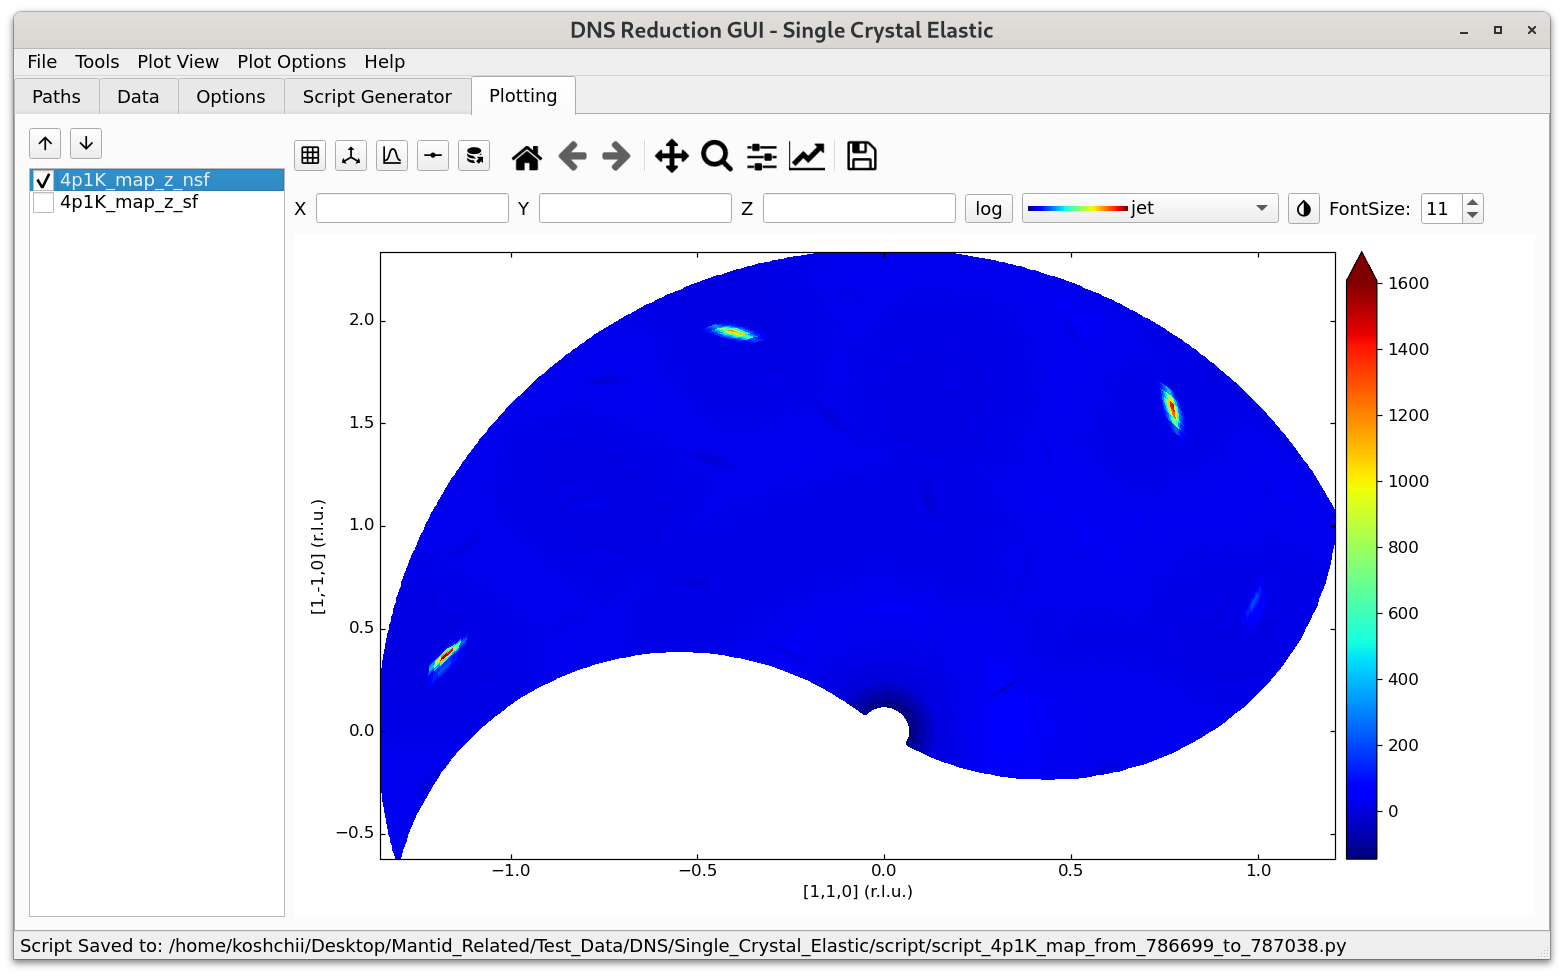 DNS Reduction GUI - Single Crystal Elastic
File Tools Plot View Plot Options Help
Paths Data Options Script Generator Plotting
4p1K_map_z_nsf
4p1K_map_z_sf
X Y Z log jet FontSize: 11
2.0
1.5
1.0
0.5
0.0
−0.5
[1,-1,0] (r.l.u.)
−1.0 −0.5 0.0 0.5 1.0
[1,1,0] (r.l.u.)
1600
1400
1200
1000
800
600
400
200
0
Script Saved to: /home/koshchii/Desktop/Mantid_Related/Test_Data/DNS/Single_Crystal_Elastic/script/script_4p1K_map_from_786699_to_787038.py